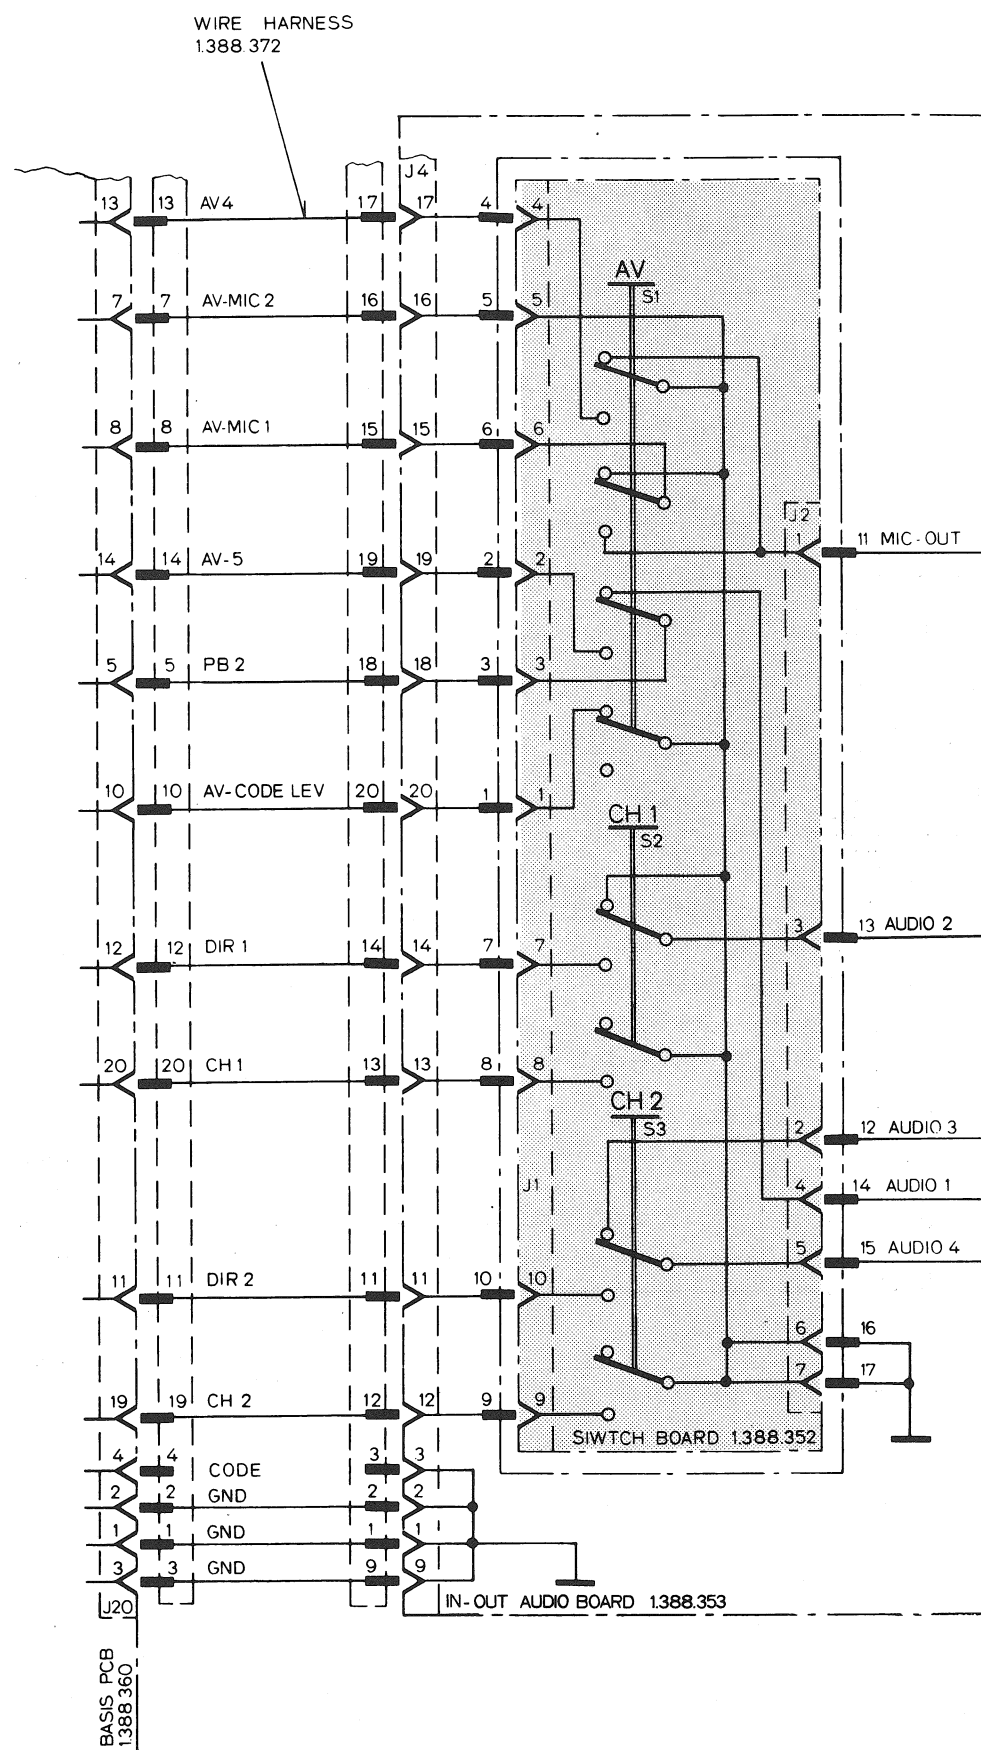 WIRE HARNESS
1.388.372
J4
13 13 AV 4 17 17 4 4
AV
S1
7 7 AV-MIC 2 16 16 5 5
8 8 AV-MIC 1 15 15 6 6
J2
1 11 MIC-OUT
14 14 AV-5 19 19 2 2
5 5 PB 2 18 18 3 3
10 10 AV-CODE LEV 20 20 1 1
CH 1
S2
3 13 AUDIO 2
12 12 DIR 1 14 14 7 7
20 20 CH 1 13 13 8 8
CH 2
S3
2 12 AUDIO 3
J1
4 14 AUDIO 1
5 15 AUDIO 4
11 11 DIR 2 11 11 10 10
6 16
7 17
19 19 CH 2 12 12 9 9
SIWTCH BOARD 1.388.352
4 4 CODE 3 3
2 2 GND 2 2
1 1 GND 1 1
3 3 GND 9 9
J20
IN-OUT AUDIO BOARD 1.388.353
BASIS PCB
1.388.360